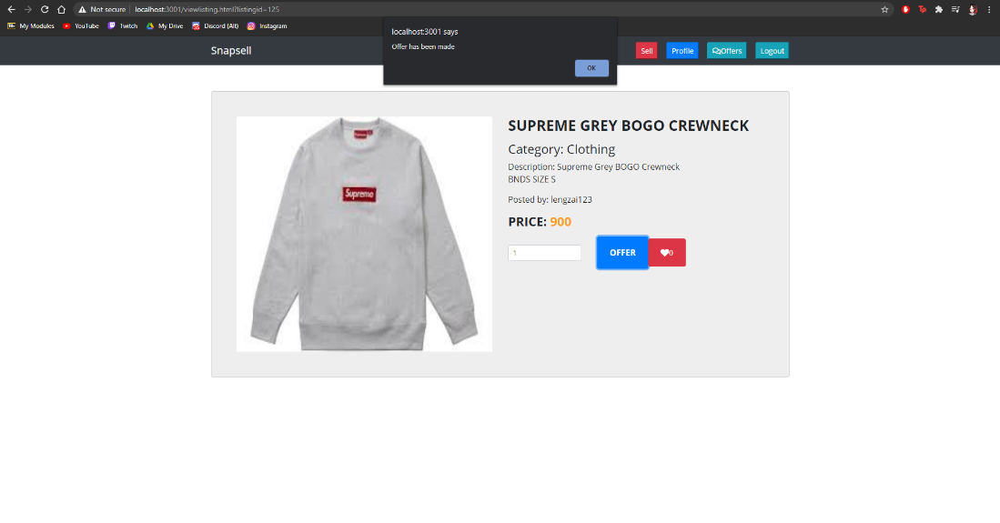 Not secure
localhost:3001/viewlisting.html?listingid=125
My Modules
YouTube
Twitch
My Drive
Discord (Alt)
Instagram
localhost:3001 says
Offer has been made
OK
Snapsell
Sell
Profile
Offers
Logout
Supreme
SUPREME GREY BOGO CREWNECK
Category: Clothing
Description: Supreme Grey BOGO Crewneck
BNDS SIZE S
Posted by: lengzai123
PRICE: 900
1
OFFER
0